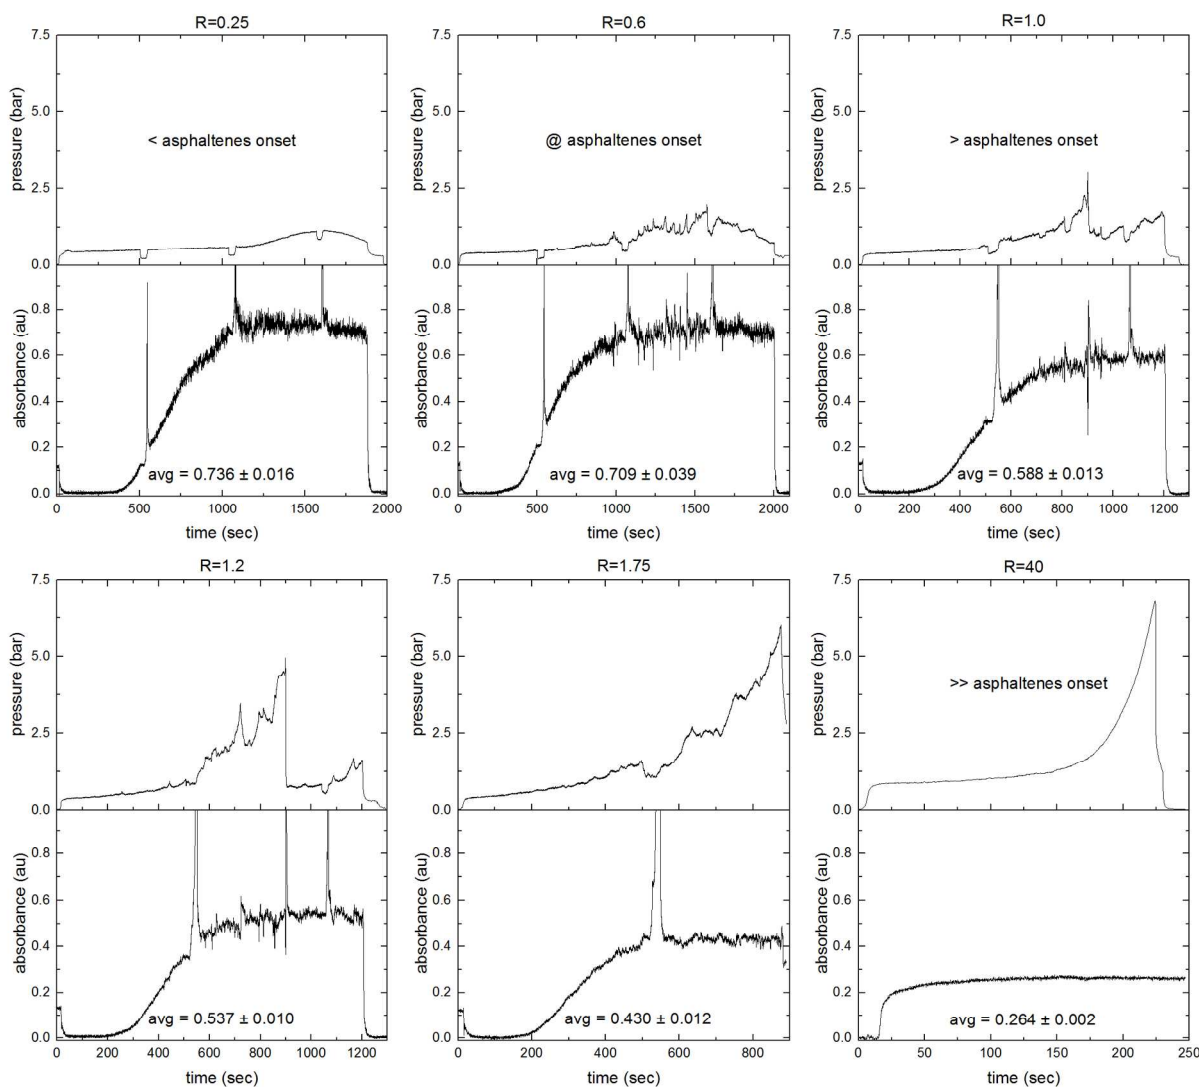 R=0.25 R=0.6 R=1.0
7.5 7.5 7.5
pressure (bar) pressure (bar) pressure (bar)
5.0 5.0 5.0
< asphaltenes onset @ asphaltenes onset > asphaltenes onset
2.5 2.5 2.5
0.0 0.0 0.0
absorbance (au) absorbance (au) absorbance (au)
0.8 0.8 0.8
0.6 0.6 0.6
0.4 0.4 0.4
0.2 0.2 0.2
avg = 0.736 ± 0.016 avg = 0.709 ± 0.039 avg = 0.588 ± 0.013
0.0 0.0 0.0
0 500 1000 1500 2000 0 500 1000 1500 2000 0 200 400 600 800 1000 1200
time (sec) time (sec) time (sec)
R=1.2 R=1.75 R=40
7.5 7.5 7.5
pressure (bar) pressure (bar) pressure (bar)
5.0 5.0 5.0
>> asphaltenes onset
2.5 2.5 2.5
0.0 0.0 0.0
absorbance (au) absorbance (au) absorbance (au)
0.8 0.8 0.8
0.6 0.6 0.6
0.4 0.4 0.4
0.2 0.2 0.2
avg = 0.537 ± 0.010 avg = 0.430 ± 0.012 avg = 0.264 ± 0.002
0.0 0.0 0.0
0 200 400 600 800 1000 1200 0 200 400 600 800 0 50 100 150 200 250
time (sec) time (sec) time (sec)